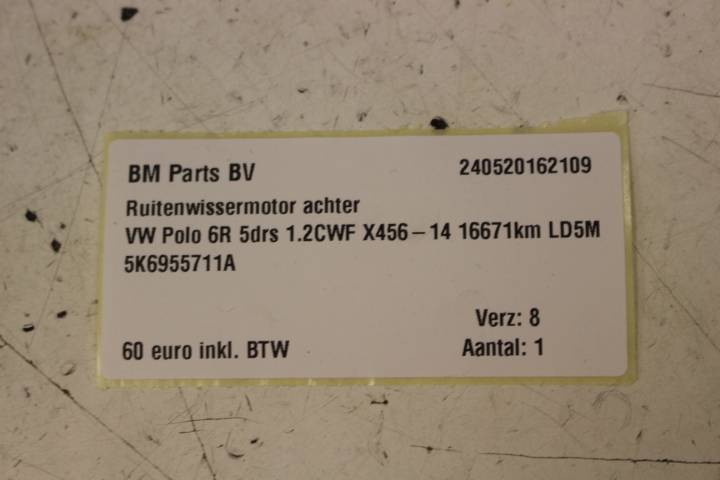 BM Parts BV 240520162109
Ruitenwissermotor achter
VW Polo 6R 5drs 1.2CWF X456-14 16671km LD5M
5K6955711A
Verz: 8
60 euro inkl. BTW Aantal: 1